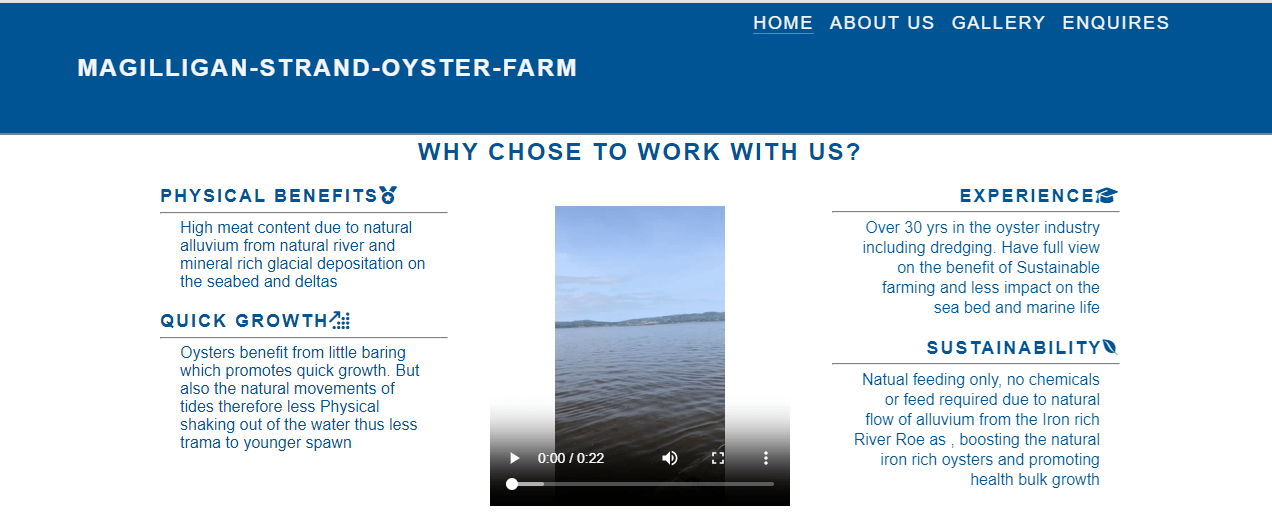 HOME ABOUT US GALLERY ENQUIRES
MAGILLIGAN-STRAND-OYSTER-FARM
WHY CHOSE TO WORK WITH US?
PHYSICAL BENEFITS
High meat content due to natural
alluvium from natural river and
mineral rich glacial depositation on
the seabed and deltas
QUICK GROWTH
Oysters benefit from little baring
which promotes quick growth. But
also the natural movements of
tides therefore less Physical
shaking out of the water thus less
trama to younger spawn
0:00 / 0:22
EXPERIENCE
Over 30 yrs in the oyster industry
including dredging. Have full view
on the benefit of Sustainable
farming and less impact on the
sea bed and marine life
SUSTAINABILITY
Natual feeding only, no chemicals
or feed required due to natural
flow of alluvium from the Iron rich
River Roe as , boosting the natural
iron rich oysters and promoting
health bulk growth